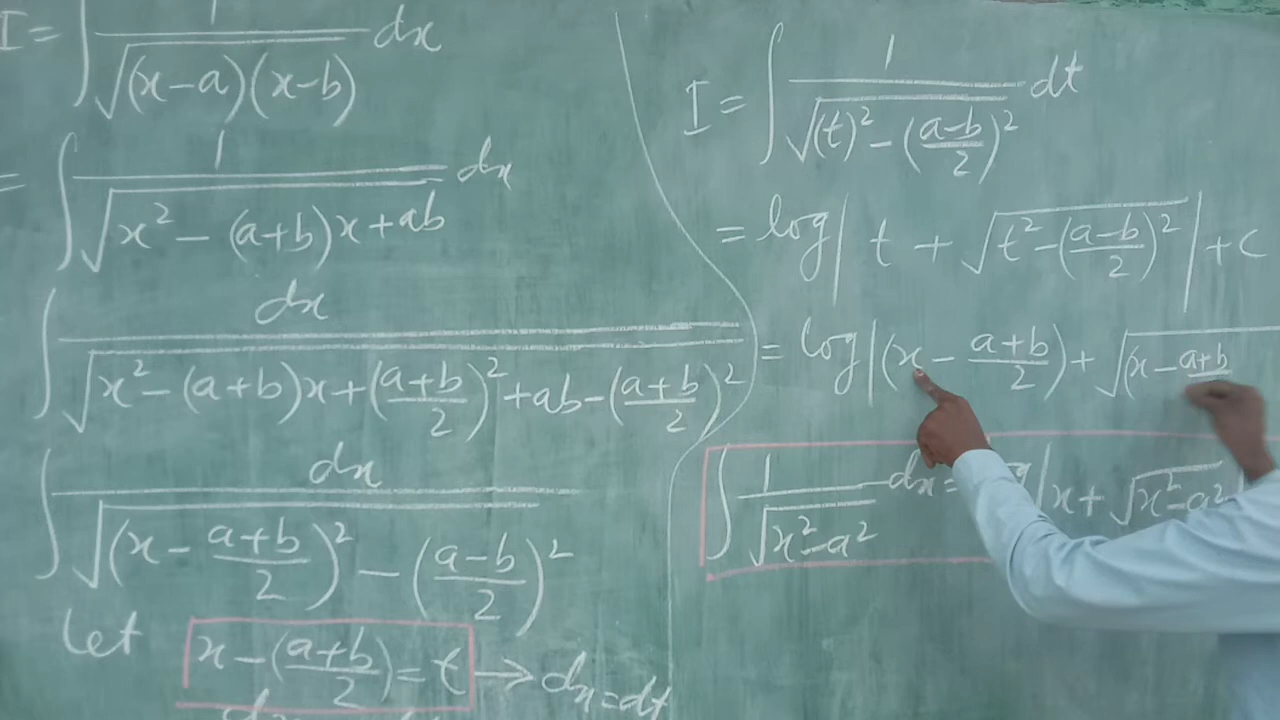 I = ∫ 1/√((x-a)(x-b)) dx
= ∫ 1/√(x² - (a+b)x + ab) dx
∫ dx/√(x² - (a+b)x + ((a+b)/2)² + ab - ((a+b)/2)²)
∫ dx/√((x - (a+b)/2)² - ((a-b)/2)²)
Let x - ((a+b)/2) = t → dx = dt
I = ∫ 1/√((t)² - ((a-b)/2)²) dt
= log| t + √(t² - ((a-b)/2)²) | + c
= log|(x - (a+b)/2) + √((x - (a+b)
∫ 1/√(x² - a²) dx = |x + √(x² - a²)